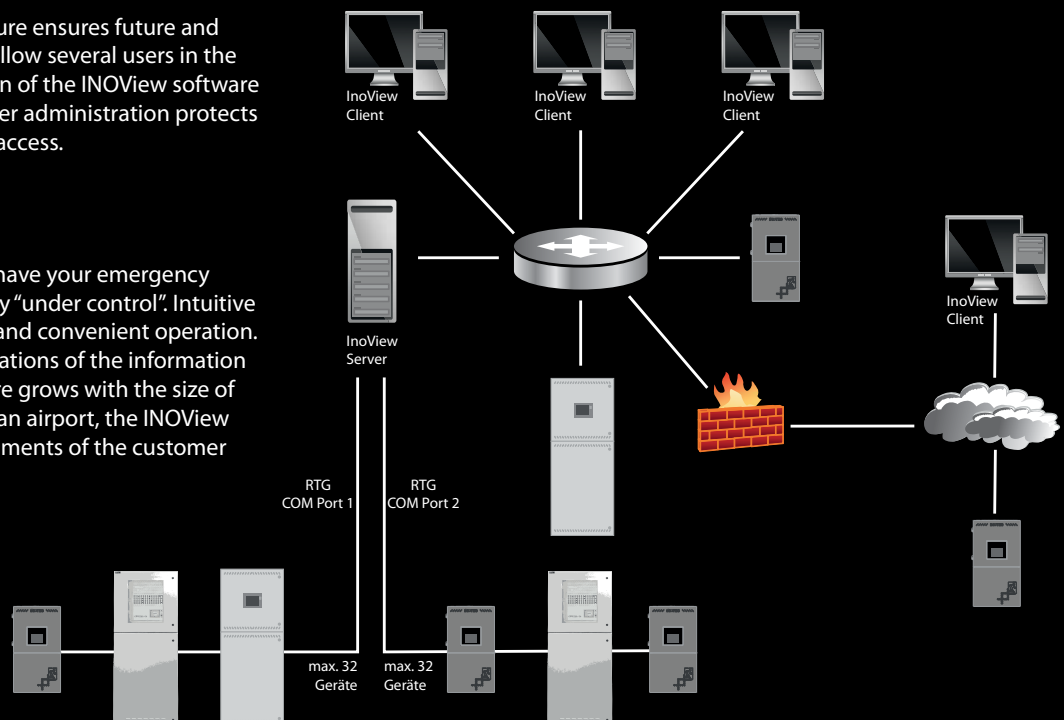 ure ensures future and
llow several users in the
n of the INOView software
er administration protects
access.
have your emergency
y “under control”. Intuitive
and convenient operation.
ations of the information
re grows with the size of
an airport, the INOView
ments of the customer
InoView
Client
InoView
Client
InoView
Client
InoView
Server
InoView
Client
RTG
COM Port 1
RTG
COM Port 2
max. 32
Geräte
max. 32
Geräte